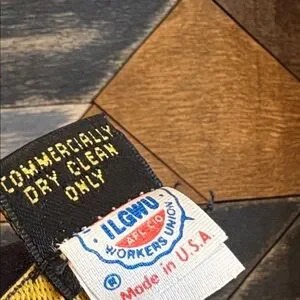 COMMERCIALLY
DRY CLEAN
ONLY
ILGWU
AFL-CIO
WORKERS UNION
®
Made in U.S.A.